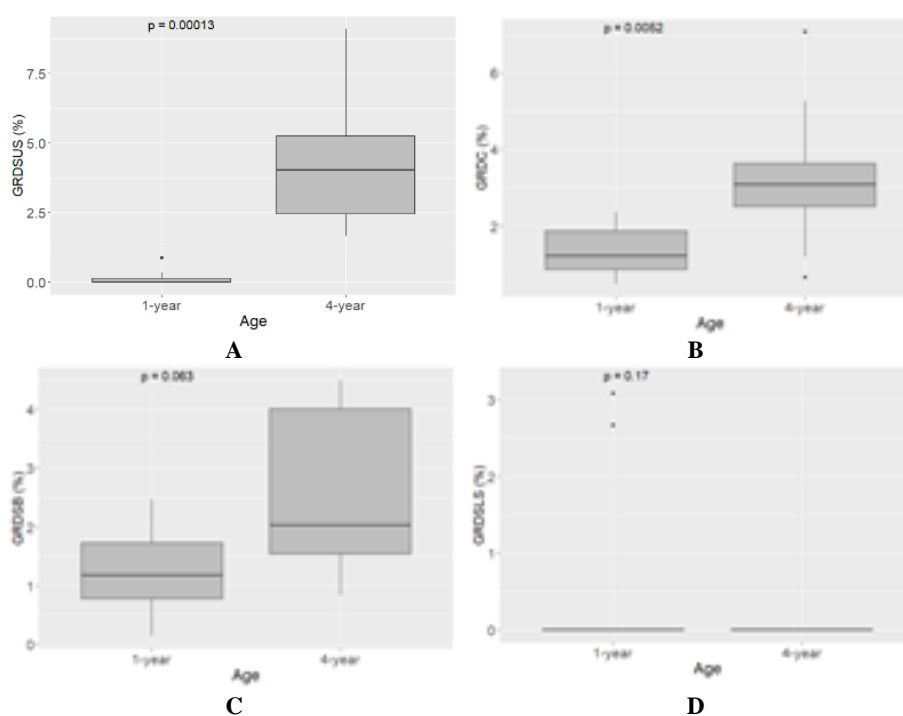 p = 0.00013
GRDSUS (%)
7.5
5.0
2.5
0.0
1-year
4-year
Age
A
p = 0.0052
GRDC (%)
6
4
2
1-year
4-year
Age
B
p = 0.063
GRDSB (%)
4
3
2
1
0
1-year
4-year
Age
C
p = 0.17
GRDSLS (%)
3
2
1
0
1-year
4-year
Age
D